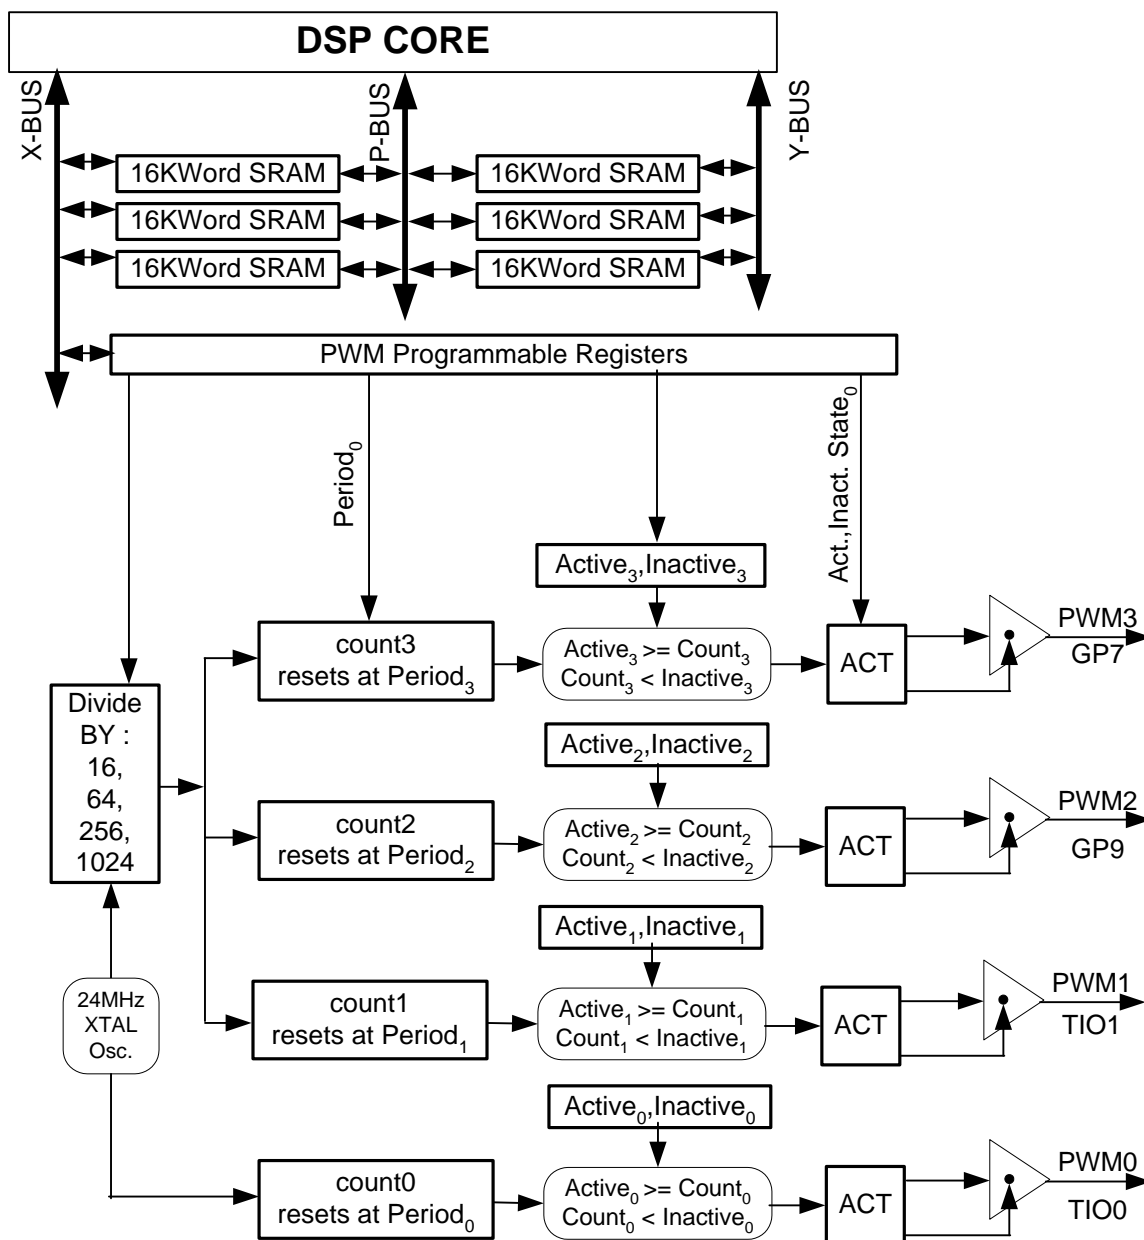 DSP CORE
X-BUS
P-BUS
Y-BUS
16KWord SRAM
16KWord SRAM
16KWord SRAM
16KWord SRAM
16KWord SRAM
16KWord SRAM
PWM Programmable Registers
Period₀
Act.,Inact. State₀
Active₃,Inactive₃
count3
resets at Period₃
Active₃ >= Count₃
Count₃ < Inactive₃
ACT
PWM3
GP7
Divide
BY :
16,
64,
256,
1024
Active₂,Inactive₂
count2
resets at Period₂
Active₂ >= Count₂
Count₂ < Inactive₂
ACT
PWM2
GP9
24MHz
XTAL
Osc.
Active₁,Inactive₁
count1
resets at Period₁
Active₁ >= Count₁
Count₁ < Inactive₁
ACT
PWM1
TIO1
Active₀,Inactive₀
count0
resets at Period₀
Active₀ >= Count₀
Count₀ < Inactive₀
ACT
PWM0
TIO0